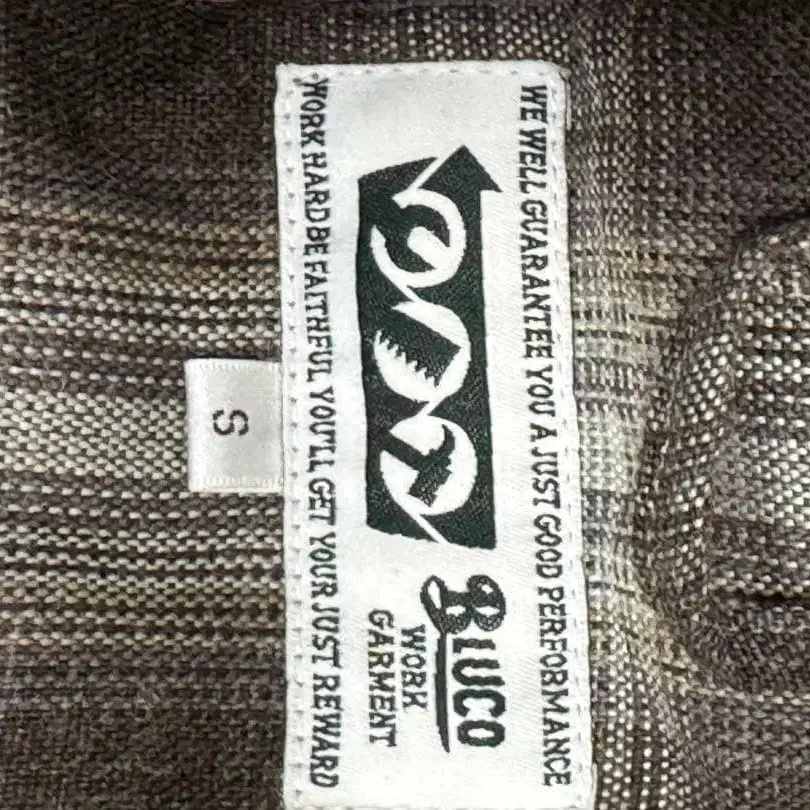 WE WELL GUARANTEE YOU A JUST GOOD PERFORMANCE
BLUCO
WORK
GARMENT
WORK HARD BE FAITHFUL YOU'LL GET YOUR JUST REWARD
S